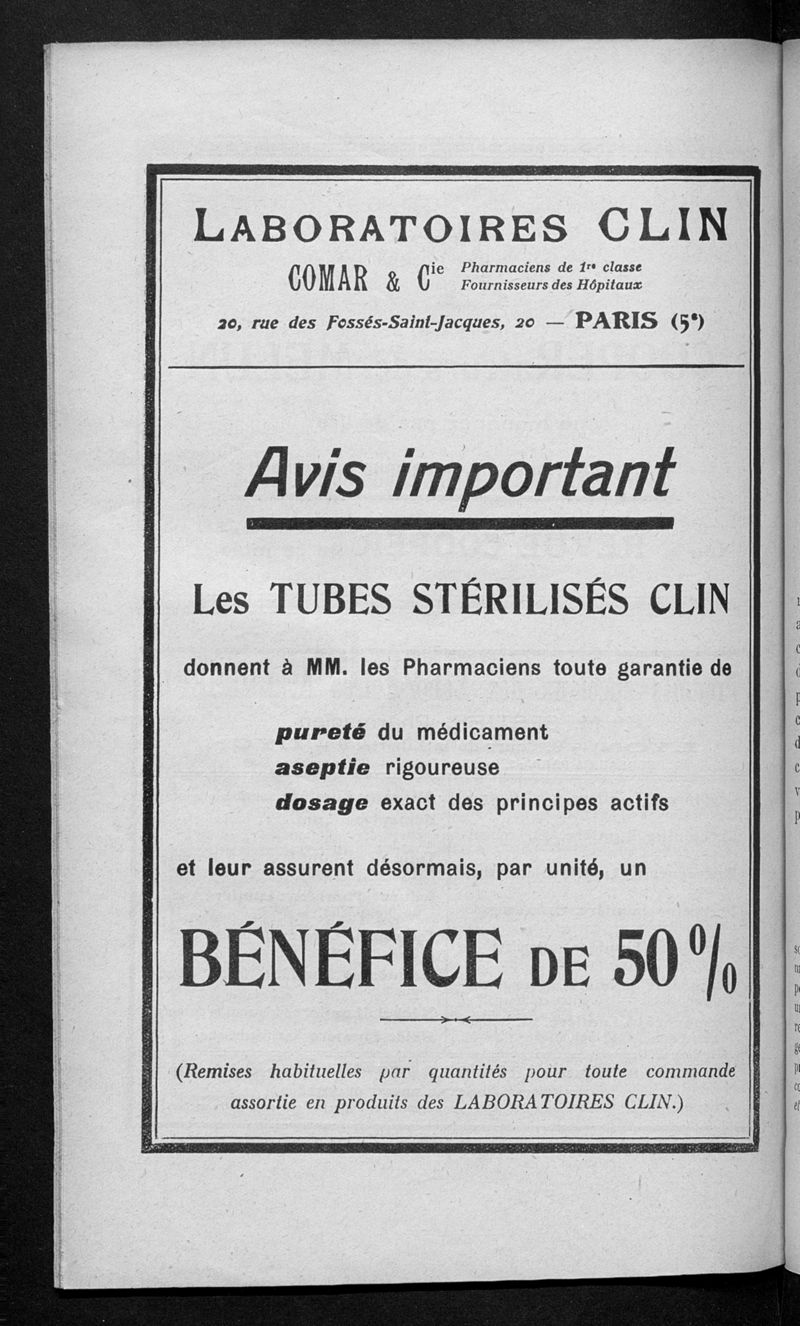 LABORATOIRES CLIN
COMAR & Cie Pharmaciens de 1re classe
Fournisseurs des Hôpitaux
20, rue des Fossés-Saint-Jacques, 20 — PARIS (5e)
Avis important
Les TUBES STÉRILISÉS CLIN
donnent à MM. les Pharmaciens toute garantie de
pureté du médicament
aseptie rigoureuse
dosage exact des principes actifs
et leur assurent désormais, par unité, un
BÉNÉFICE DE 50 %
(Remises habituelles par quantités pour toute commande
assortie en produits des LABORATOIRES CLIN.)